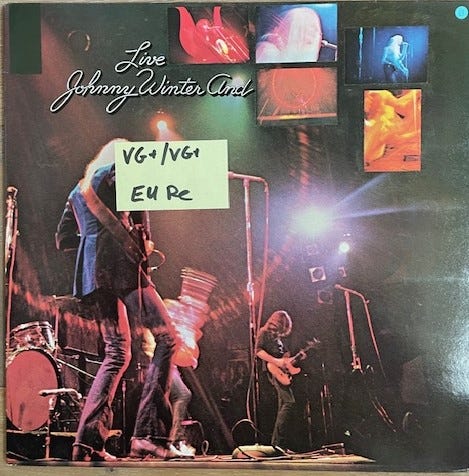 Live
Johnny Winter And
VG+/VG+
EU Re